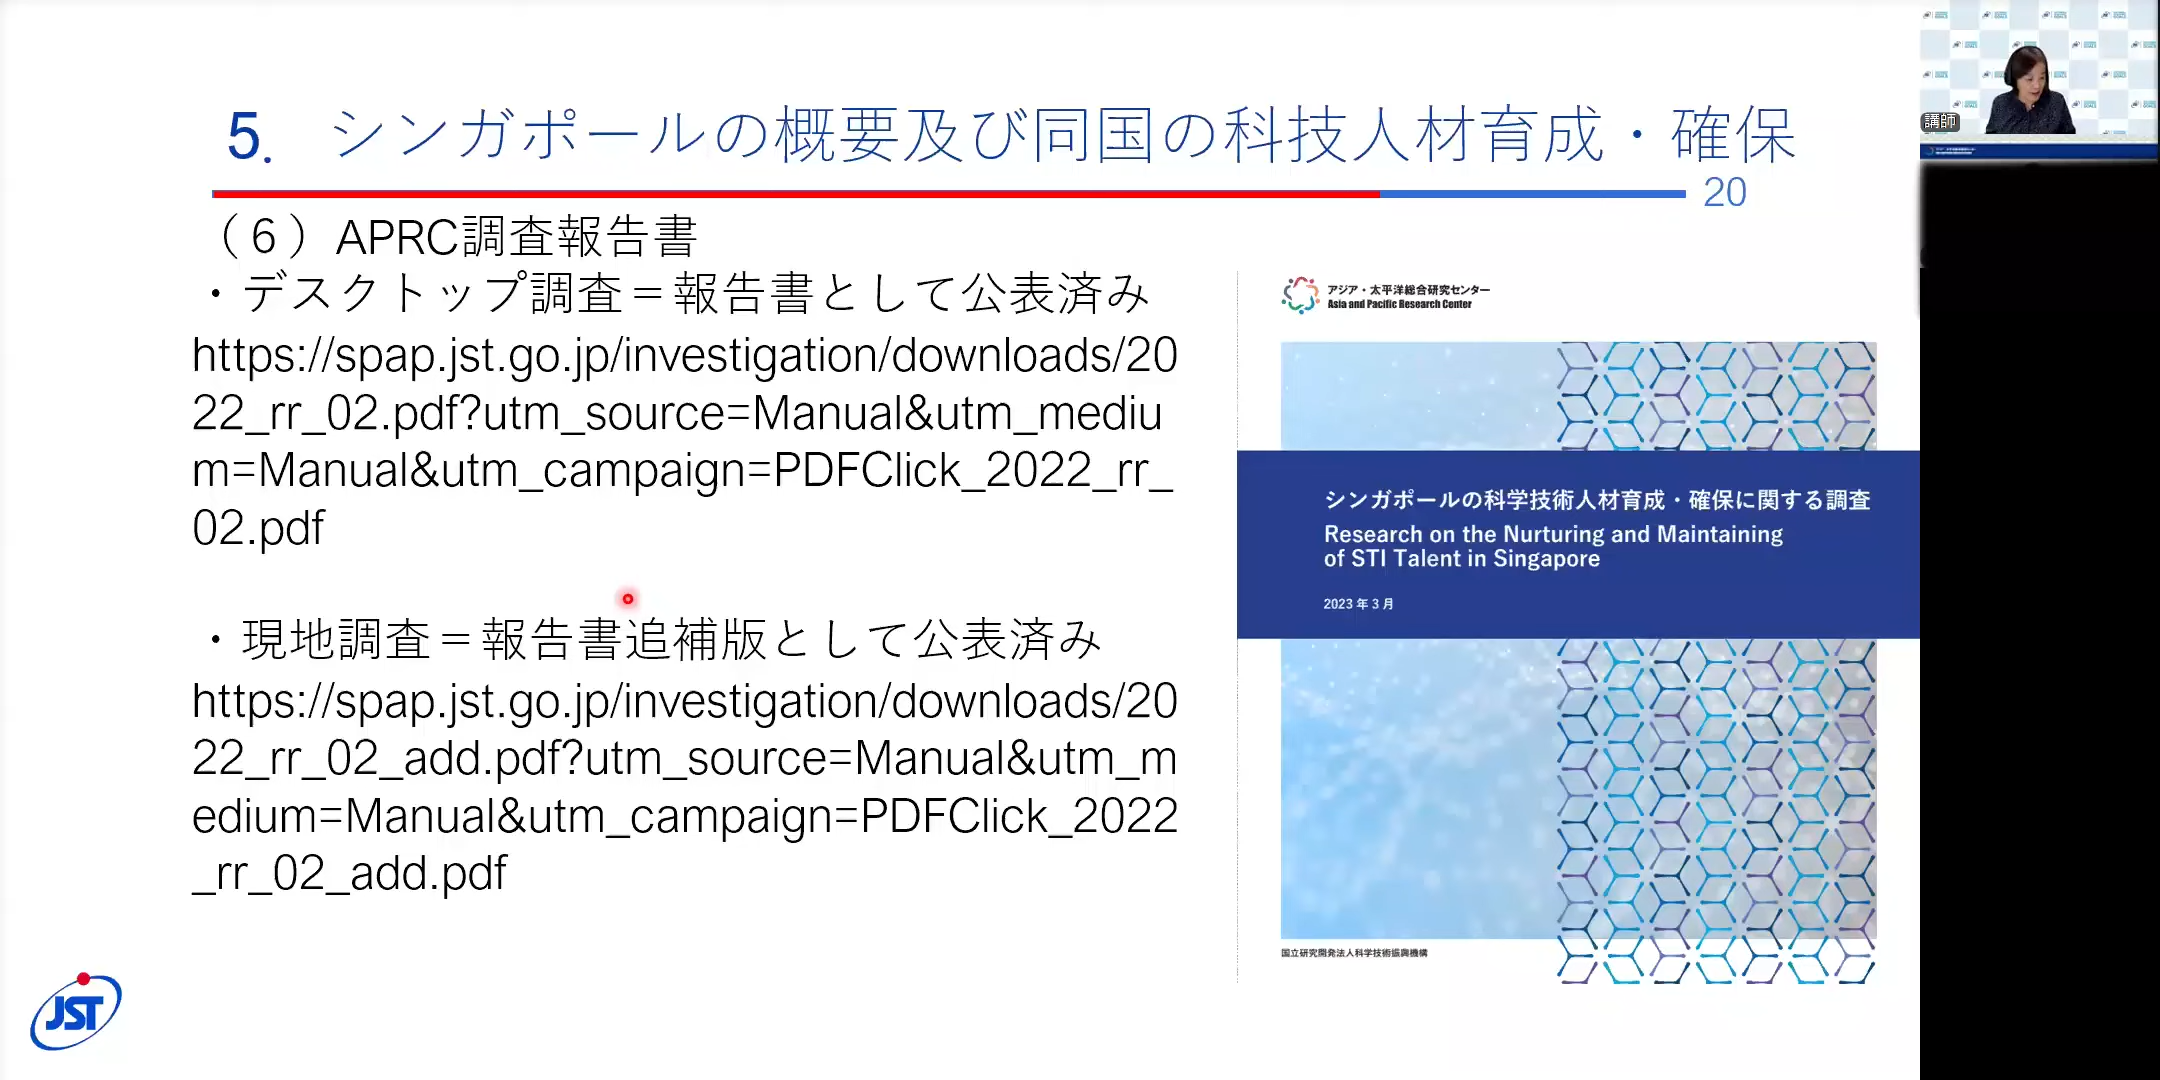 5. シンガポールの概要及び同国の科技人材育成・確保
20
（６）APRC調査報告書
・デスクトップ調査＝報告書として公表済み
https://spap.jst.go.jp/investigation/downloads/20
22_rr_02.pdf?utm_source=Manual&utm_mediu
m=Manual&utm_campaign=PDFClick_2022_rr_
02.pdf
・現地調査＝報告書追補版として公表済み
https://spap.jst.go.jp/investigation/downloads/20
22_rr_02_add.pdf?utm_source=Manual&utm_m
edium=Manual&utm_campaign=PDFClick_2022
_rr_02_add.pdf
アジア・太平洋総合研究センター
Asia and Pacific Research Center
シンガポールの科学技術人材育成・確保に関する調査
Research on the Nurturing and Maintaining
of STI Talent in Singapore
2023年3月
国立研究開発法人科学技術振興機構
JST
講師